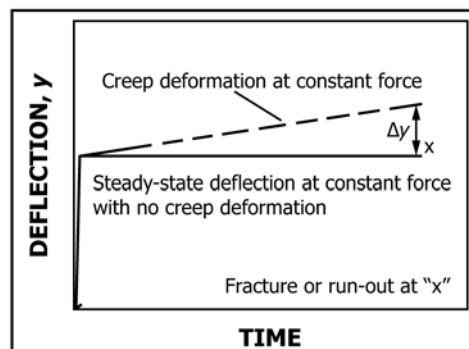 DEFLECTION, y
Creep deformation at constant force
Δy
x
Steady-state deflection at constant force
with no creep deformation
Fracture or run-out at “x”
TIME